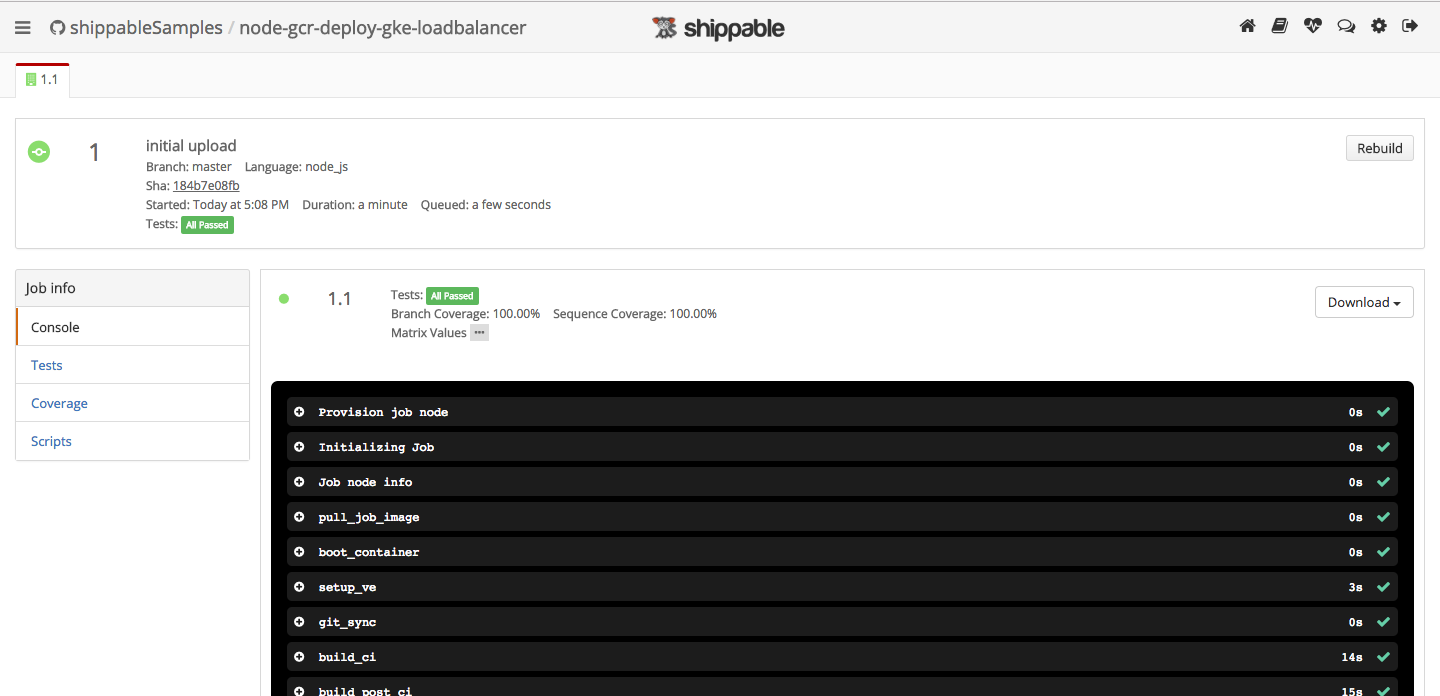 shippableSamples / node-gcr-deploy-gke-loadbalancer
shippable
1.1
1
initial upload
Branch: master Language: node_js
Sha: 184b7e08fb
Started: Today at 5:08 PM Duration: a minute Queued: a few seconds
Tests: All Passed
Rebuild
Job info
Console
Tests
Coverage
Scripts
1.1
Tests: All Passed
Branch Coverage: 100.00% Sequence Coverage: 100.00%
Matrix Values •••
Download
Provision job node 0s
Initializing Job 0s
Job node info 0s
pull_job_image 0s
boot_container 0s
setup_ve 3s
git_sync 0s
build_ci 14s
build_post_ci 15s